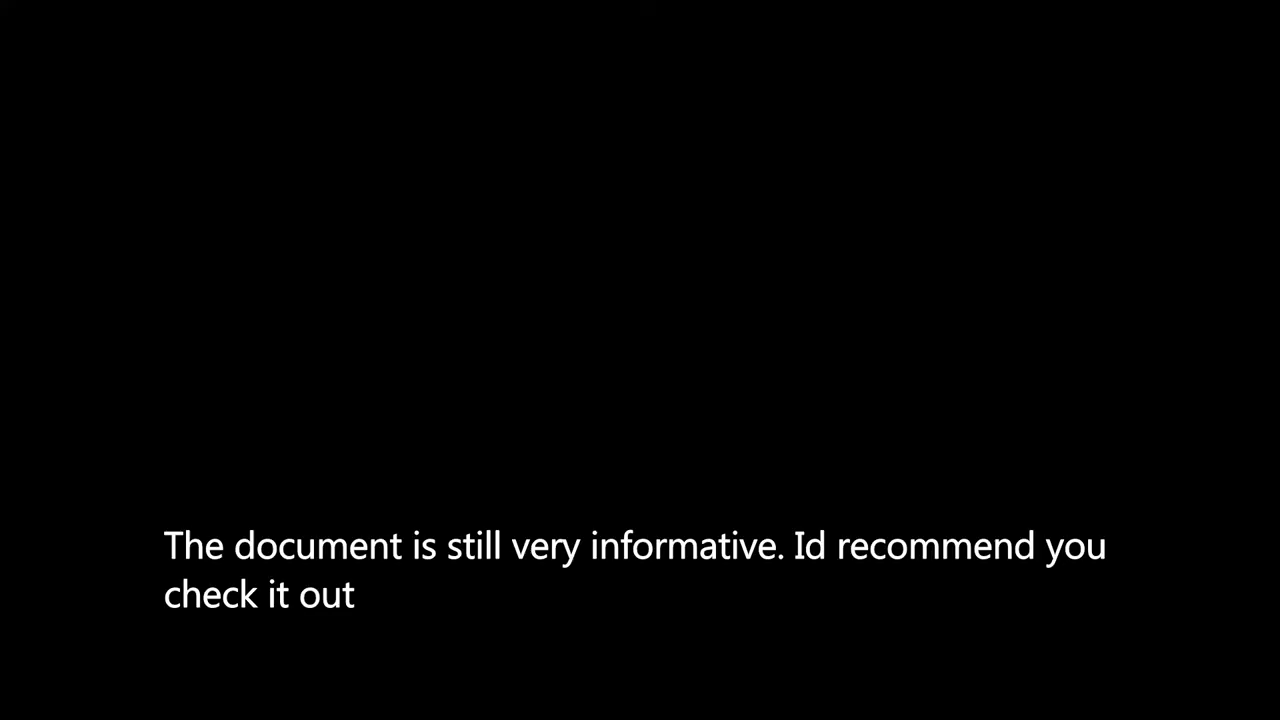 The document is still very informative. Id recommend you
check it out